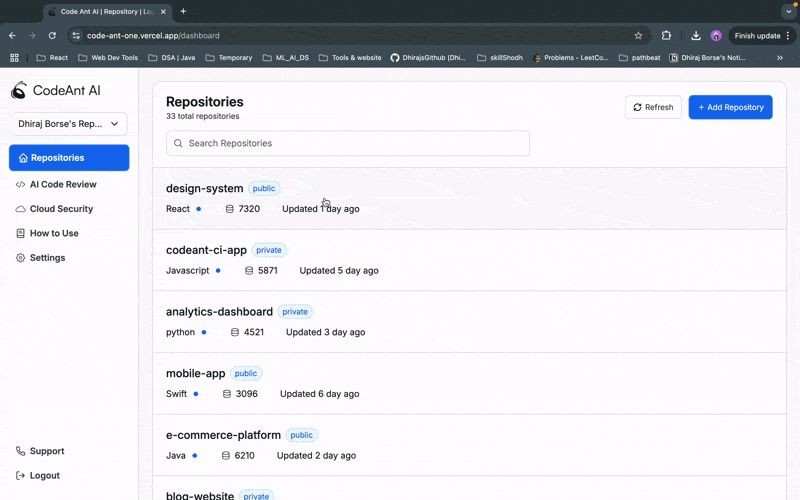 Code Ant AI | Repository | Log
code-ant-one.vercel.app/dashboard
Finish update
React
Web Dev Tools
DSA | Java
Temporary
ML_AI_DS
Tools & website
DhirajsGithub (Dhi...
skillShodh
Problems - LeetCo...
pathbeat
Dhiraj Borse's Noti...
CodeAnt AI
Dhiraj Borse's Rep...
Repositories
AI Code Review
Cloud Security
How to Use
Settings
Support
Logout
Repositories
33 total repositories
Refresh
+ Add Repository
Search Repositories
design-system public
React 7320 Updated 1 day ago
codeant-ci-app private
Javascript 5871 Updated 5 day ago
analytics-dashboard private
python 4521 Updated 3 day ago
mobile-app public
Swift 3096 Updated 6 day ago
e-commerce-platform public
Java 6210 Updated 2 day ago
blog-website private